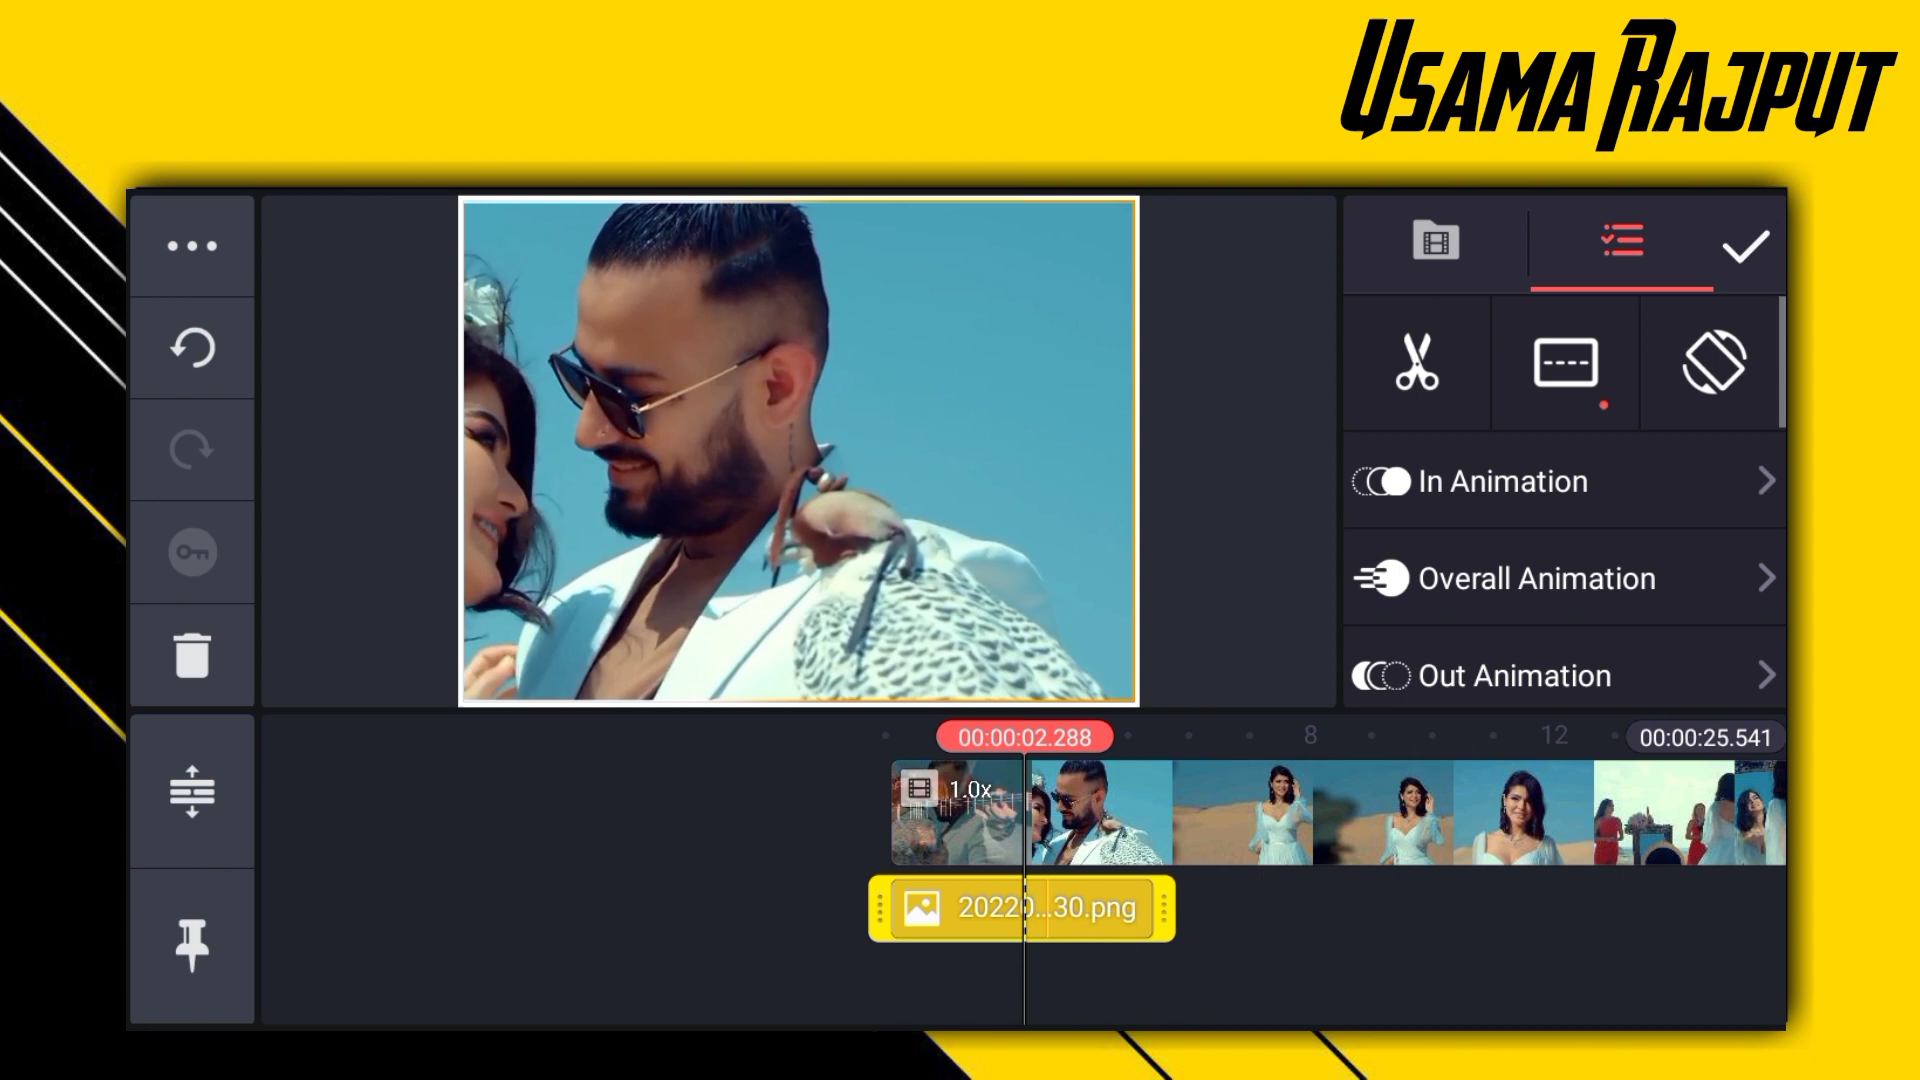 USAMA RAJPUT
In Animation
Overall Animation
Out Animation
00:00:02.288
8
12
00:00:25.541
1.0x
20220...30.png